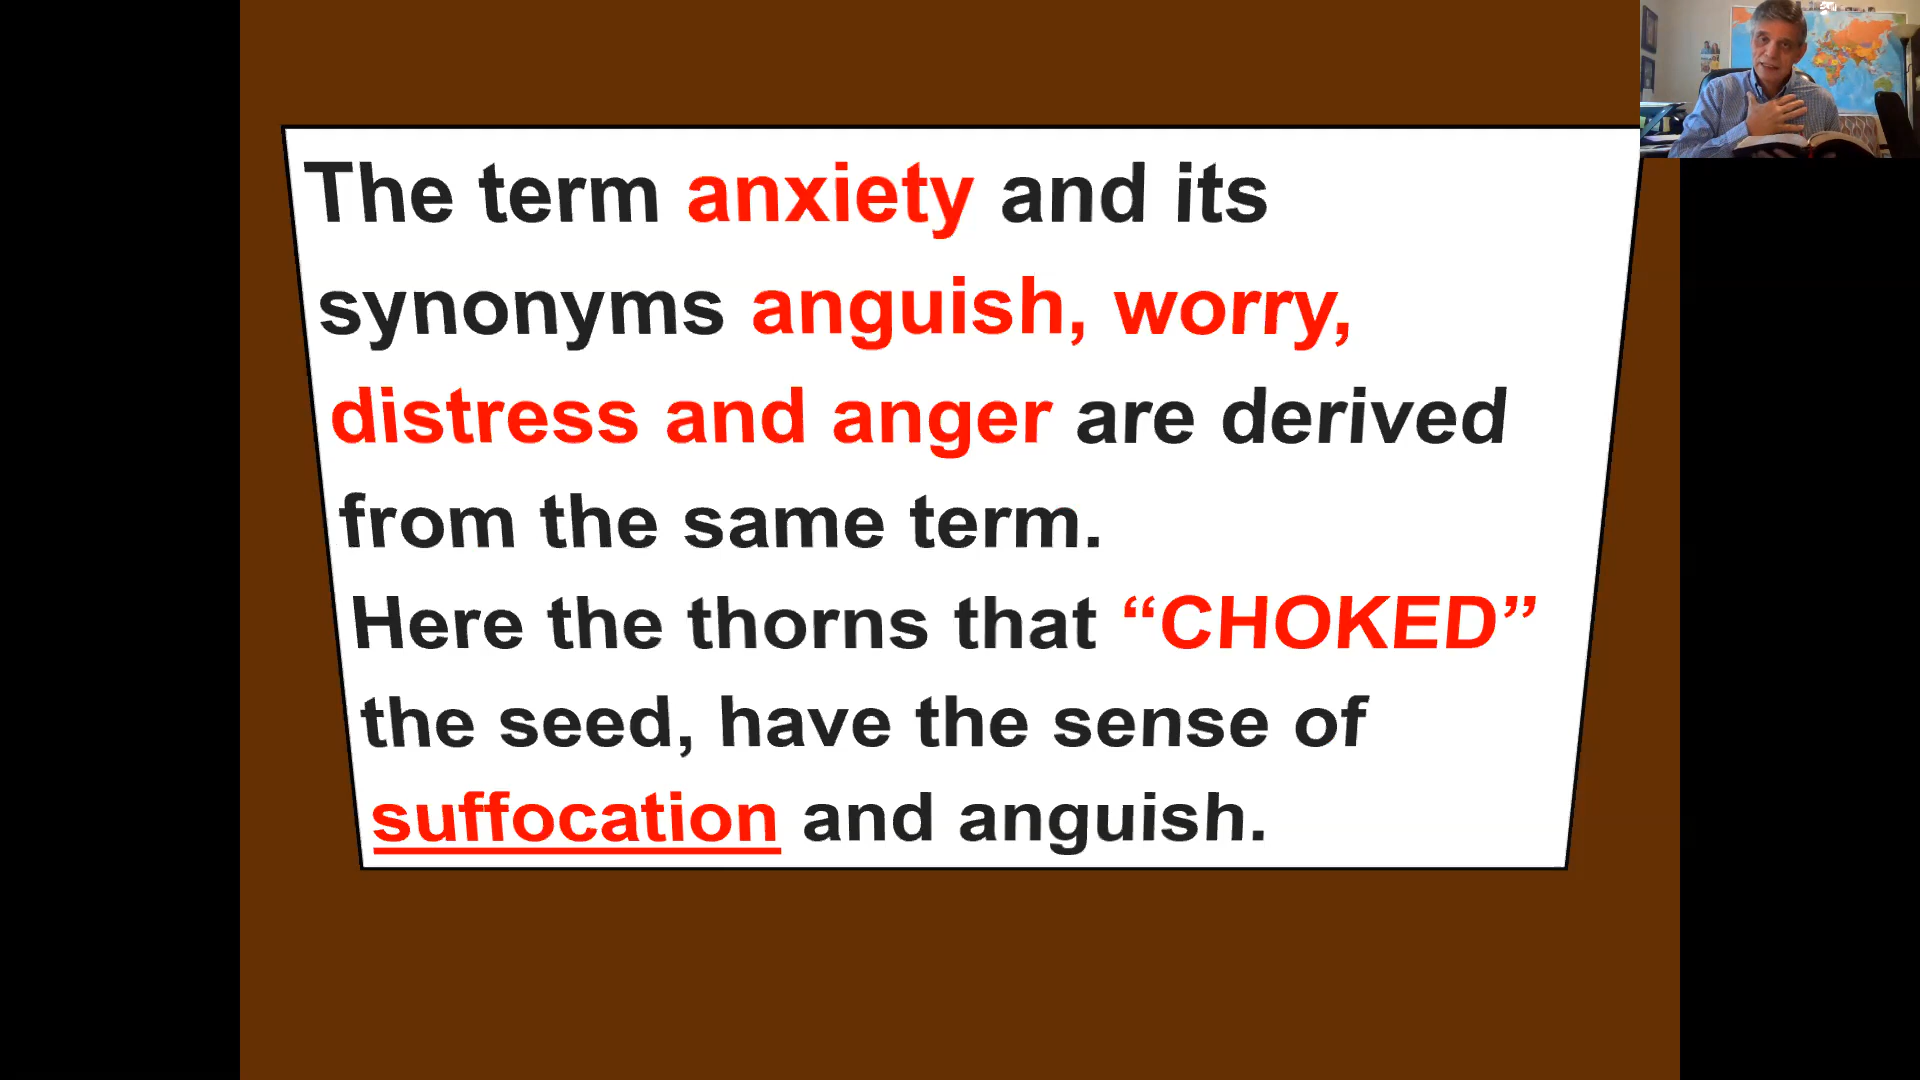 The term anxiety and its
synonyms anguish, worry,
distress and anger are derived
from the same term.
Here the thorns that “CHOKED”
the seed, have the sense of
suffocation and anguish.